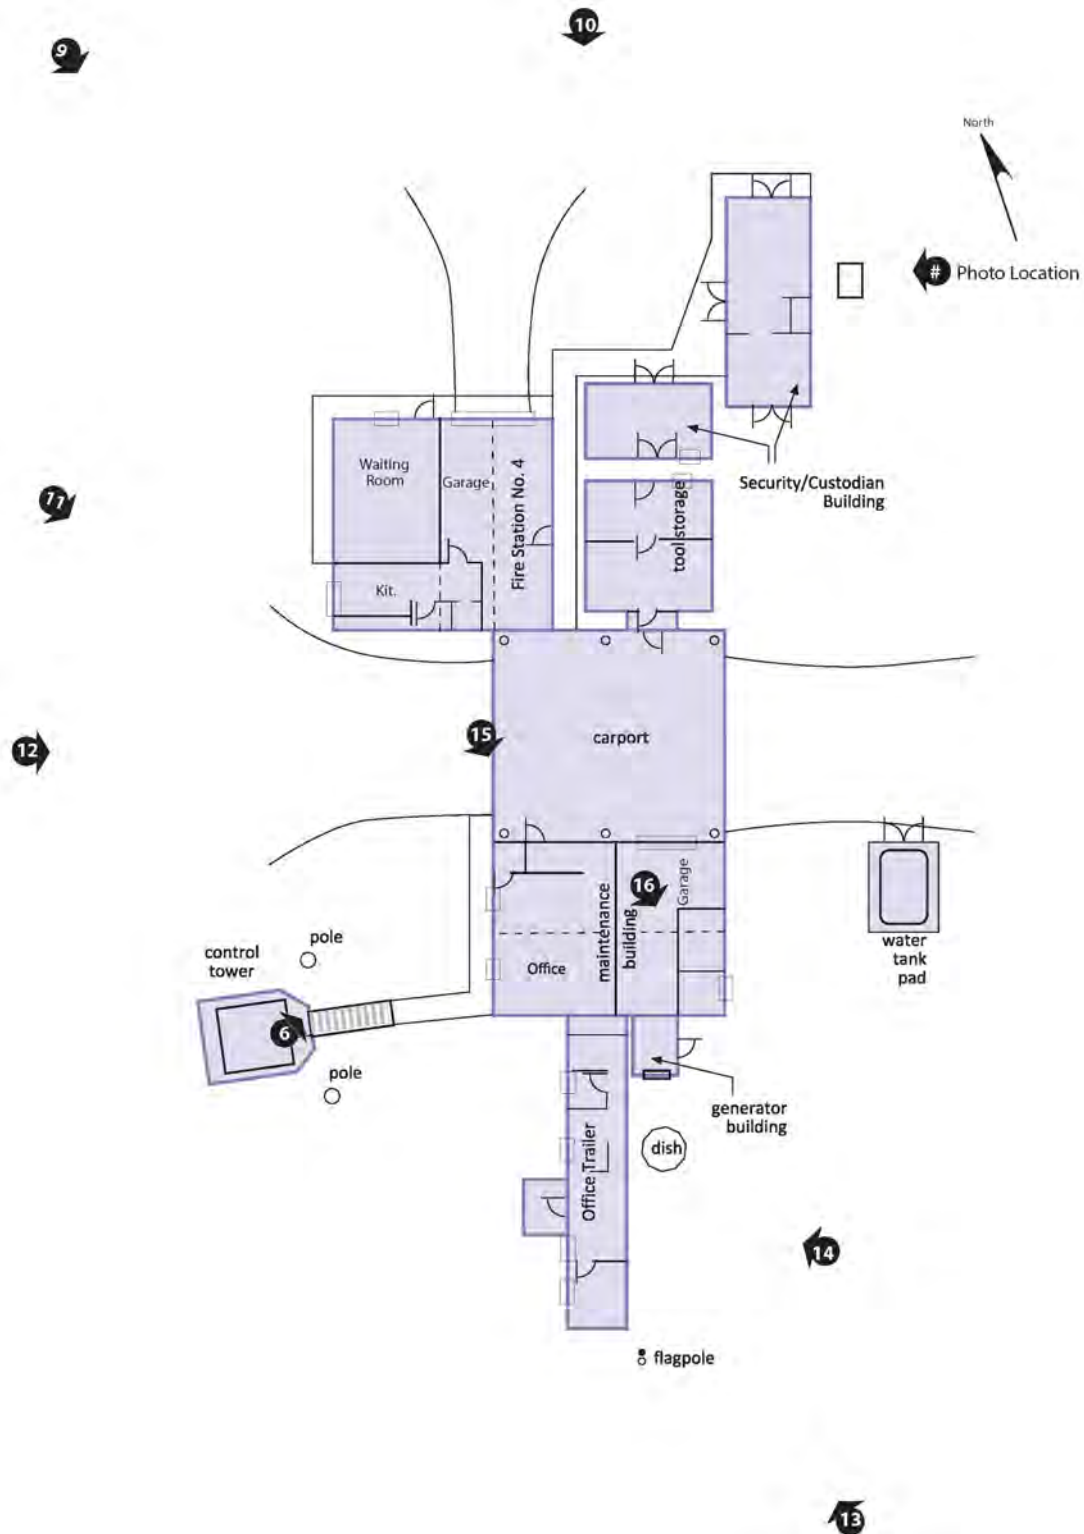 9
10
North
# Photo Location
Waiting
Room
Garage
Fire Station No. 4
Security/Custodian
Building
tool storage
11
Kit.
12
15
carport
16
Garage
maintenance
building
Office
water
tank
pad
control
tower
pole
6
pole
generator
building
dish
Office Trailer
14
flagpole
13